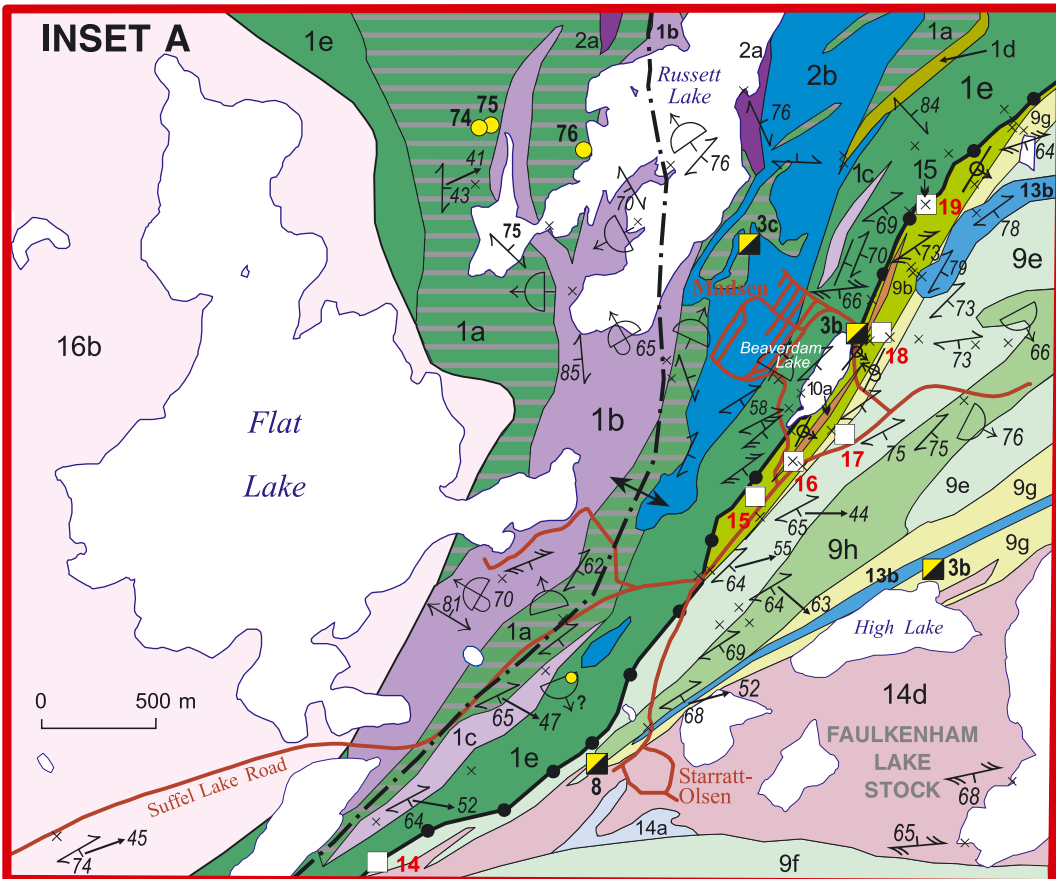 INSET A
1e
2a
1b
2a
Russett
Lake
2b
1a
1d
1e
84
76
9g
64
74
75
76
76
41
43
70
1c
15
19
13b
69
78
75
3c
70
73
79
9e
1a
Madsen
66
9b
73
16b
65
3b
Beaverdam
Lake
18
73
66
85
10a
Flat
Lake
1b
58
17
75
75
76
16
9e
9g
15
65
44
9h
55
9g
62
64
13b
3b
81
70
64
63
High Lake
1a
69
14d
65
47
?
68
52
1c
1e
FAULKENHAM
LAKE
STOCK
Suffel Lake Road
8
Starratt-
Olsen
68
52
64
14a
65
45
74
14
9f
0
500 m